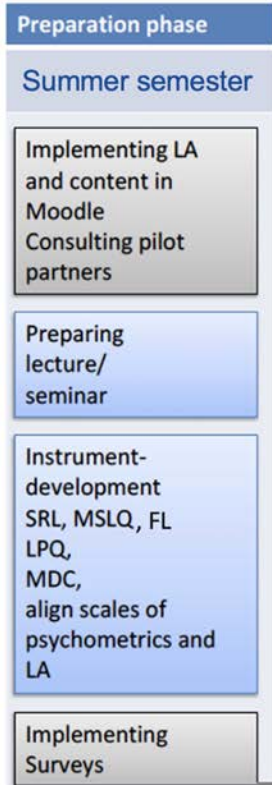 Preparation phase
Summer semester
Implementing LA
and content in
Moodle
Consulting pilot
partners
Preparing
lecture/
seminar
Instrument-
development
SRL, MSLQ, FL
LPQ,
MDC,
align scales of
psychometrics and
LA
Implementing
Surveys